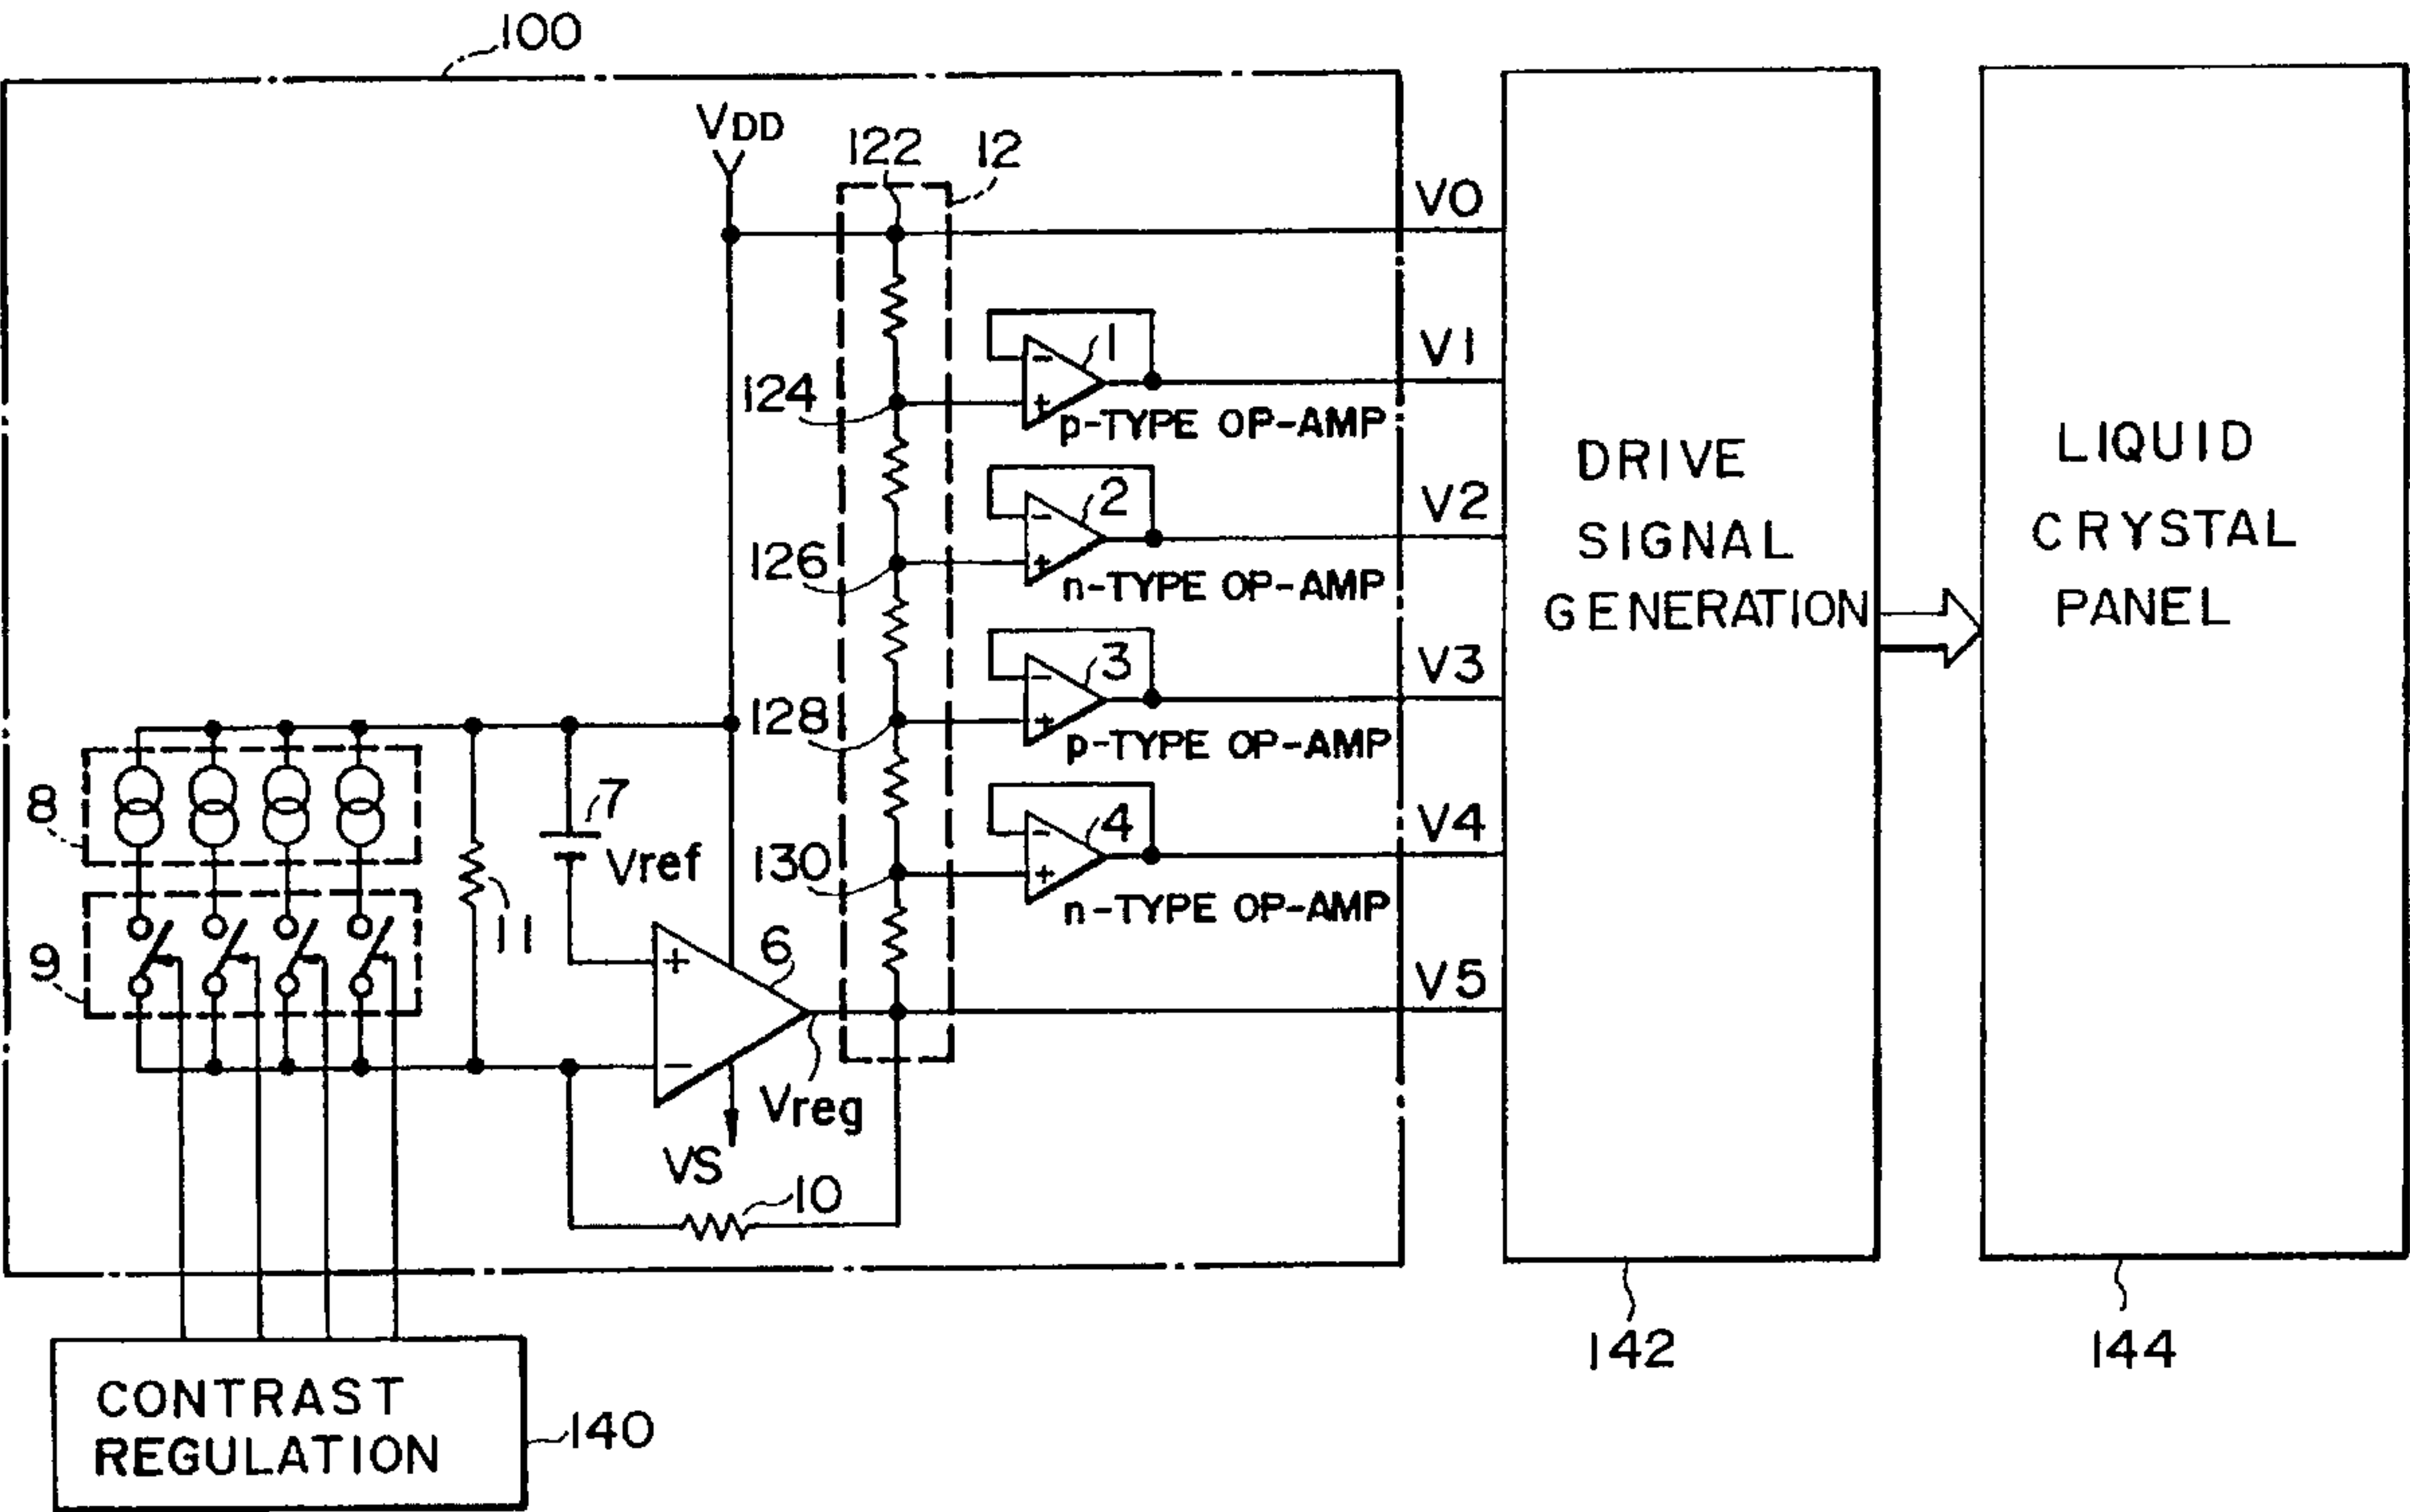 100
VDD
122
12
V0
1
V1
124
p-TYPE OP-AMP
2
V2
126
n-TYPE OP-AMP
3
V3
128
p-TYPE OP-AMP
4
V4
130
n-TYPE OP-AMP
V5
8
7
Vref
9
11
6
+
−
Vreg
VS
10
- +
- +
- +
- +
DRIVE
SIGNAL
GENERATION
LIQUID
CRYSTAL
PANEL
142
144
CONTRAST
REGULATION
140